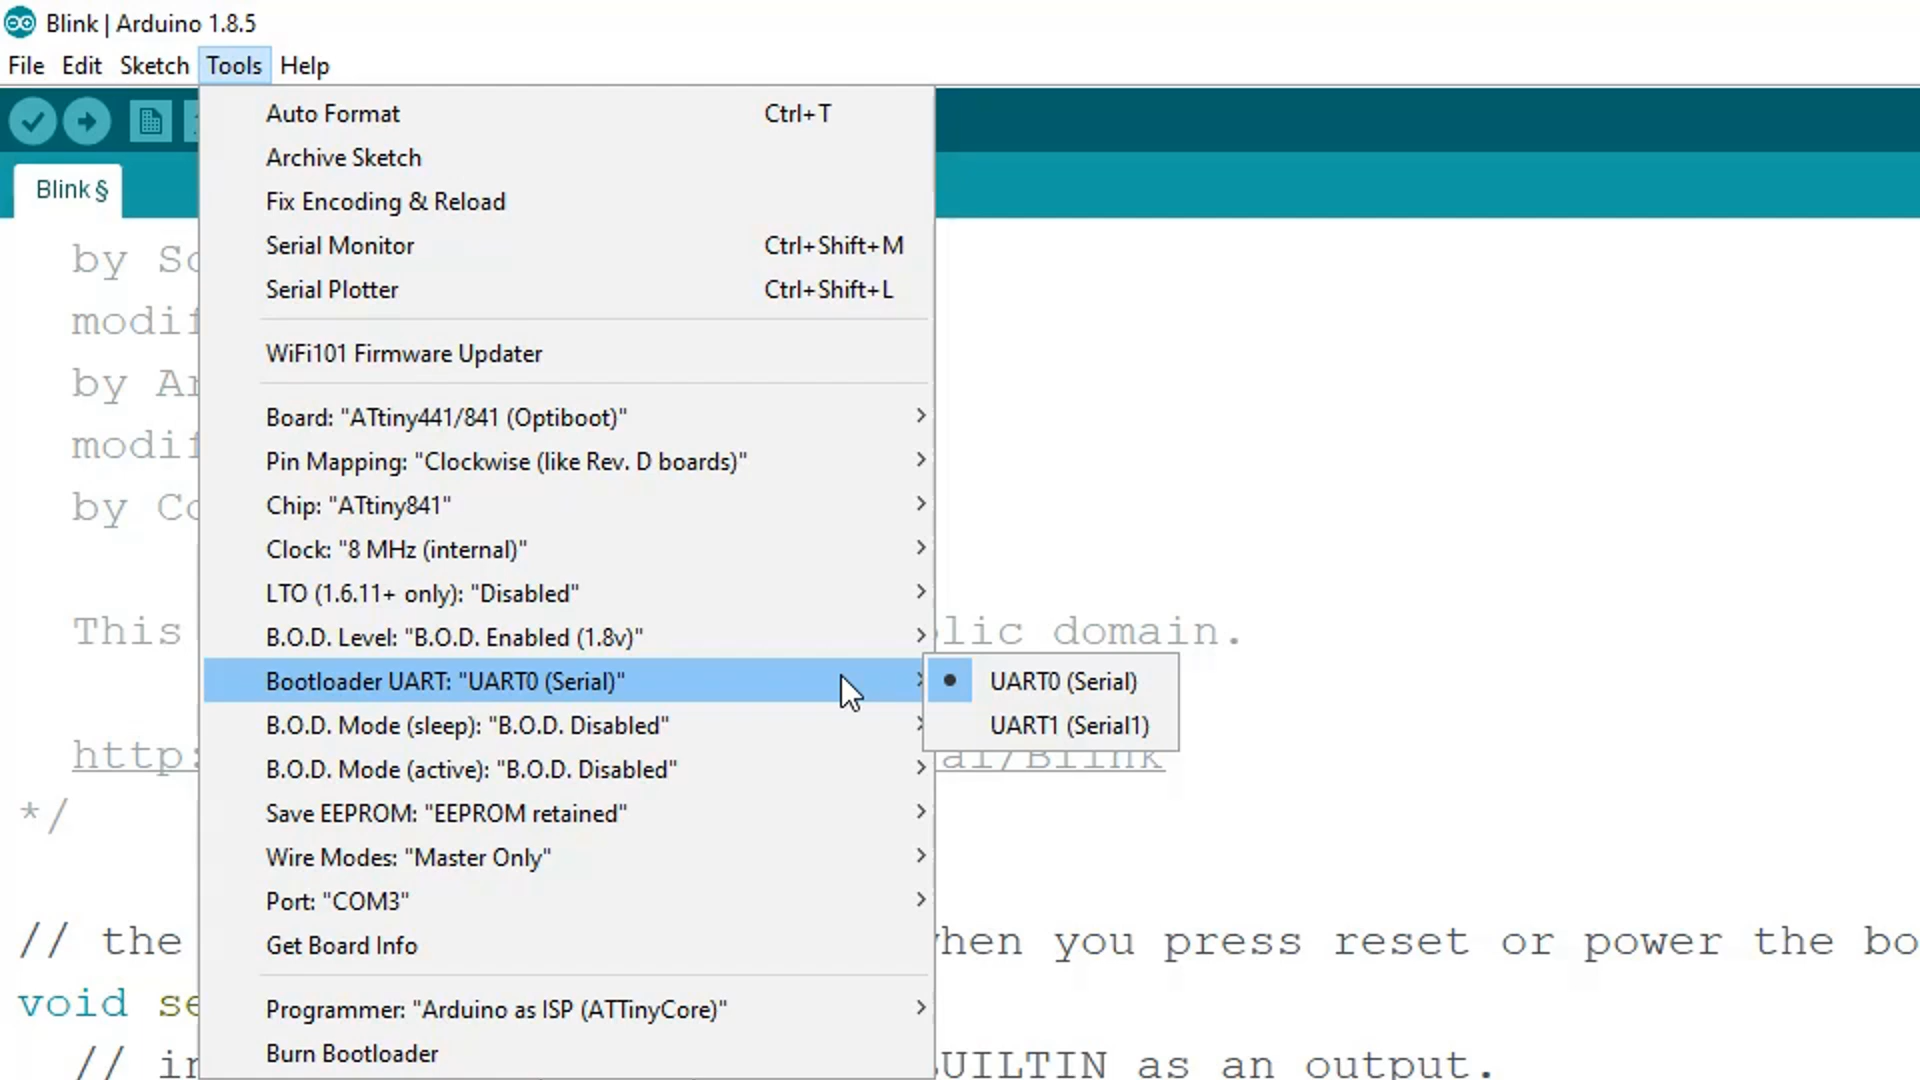 Blink | Arduino 1.8.5
File Edit Sketch Tools Help
Auto Format Ctrl+T
Archive Sketch
Blink §
Fix Encoding & Reload
Serial Monitor Ctrl+Shift+M
by
Serial Plotter Ctrl+Shift+L
WiFi101 Firmware Updater
by
Board: "ATtiny441/841 (Optiboot)"
Pin Mapping: "Clockwise (like Rev. D boards)"
Chip: "ATtiny841"
by
Clock: "8 MHz (internal)"
LTO (1.6.11+ only): "Disabled"
B.O.D. Level: "B.O.D. Enabled (1.8v)"
This domain.
Bootloader UART: "UART0 (Serial)"
UART0 (Serial)
UART1 (Serial1)
B.O.D. Mode (sleep): "B.O.D. Disabled"
B.O.D. Mode (active): "B.O.D. Disabled"
*/
Save EEPROM: "EEPROM retained"
Wire Modes: "Master Only"
Port: "COM3"
Get Board Info
// the when you press reset or power the bo
void
Programmer: "Arduino as ISP (ATTinyCore)"
Burn Bootloader
// BUILTIN as an output.